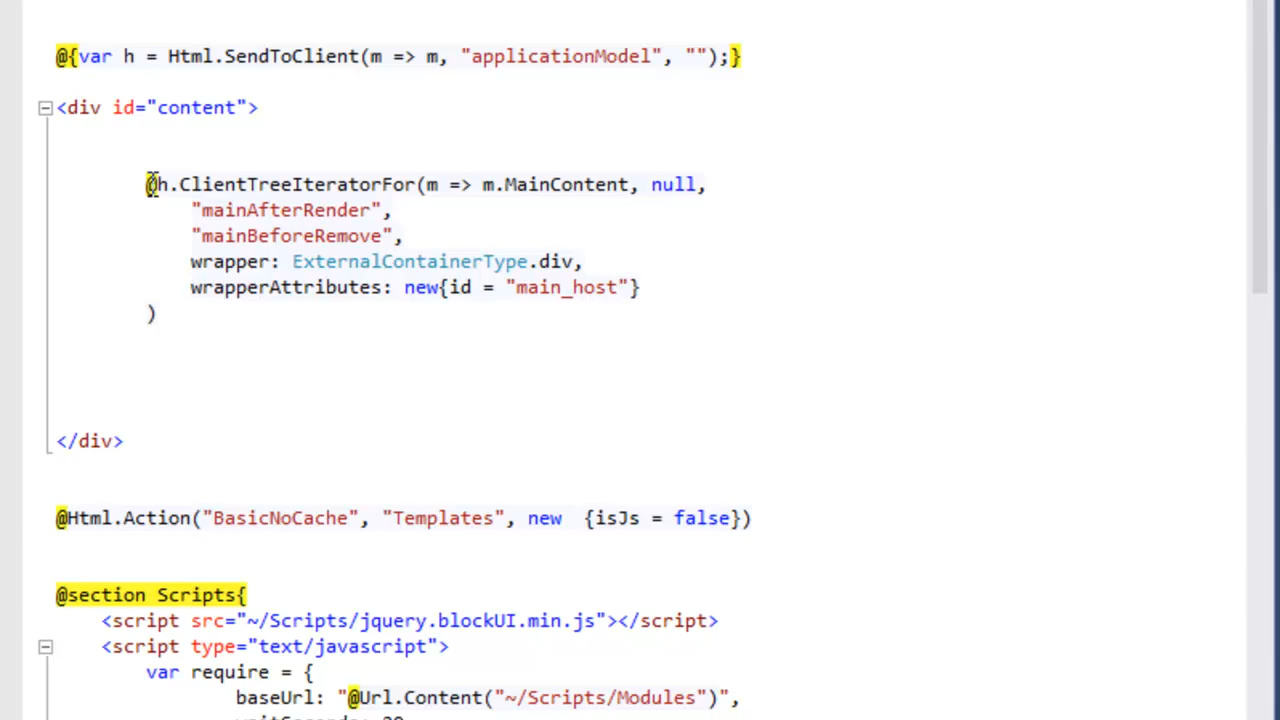 @{var h = Html.SendToClient(m => m, "applicationModel", "");}
<div id="content">
@h.ClientTreeIteratorFor(m => m.MainContent, null,
"mainAfterRender",
"mainBeforeRemove",
wrapper: ExternalContainerType.div,
wrapperAttributes: new{id = "main_host"}
)
</div>
@Html.Action("BasicNoCache", "Templates", new  {isJs = false})
@section Scripts{
<script src="~/Scripts/jquery.blockUI.min.js"></script>
<script type="text/javascript">
var require = {
baseUrl: "@Url.Content("~/Scripts/Modules")",